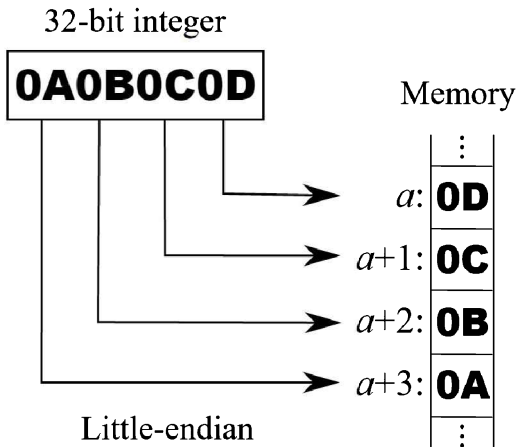 32-bit integer
0A0B0C0D
Memory
⋮
a: 0D
a+1: 0C
a+2: 0B
a+3: 0A
⋮
Little-endian